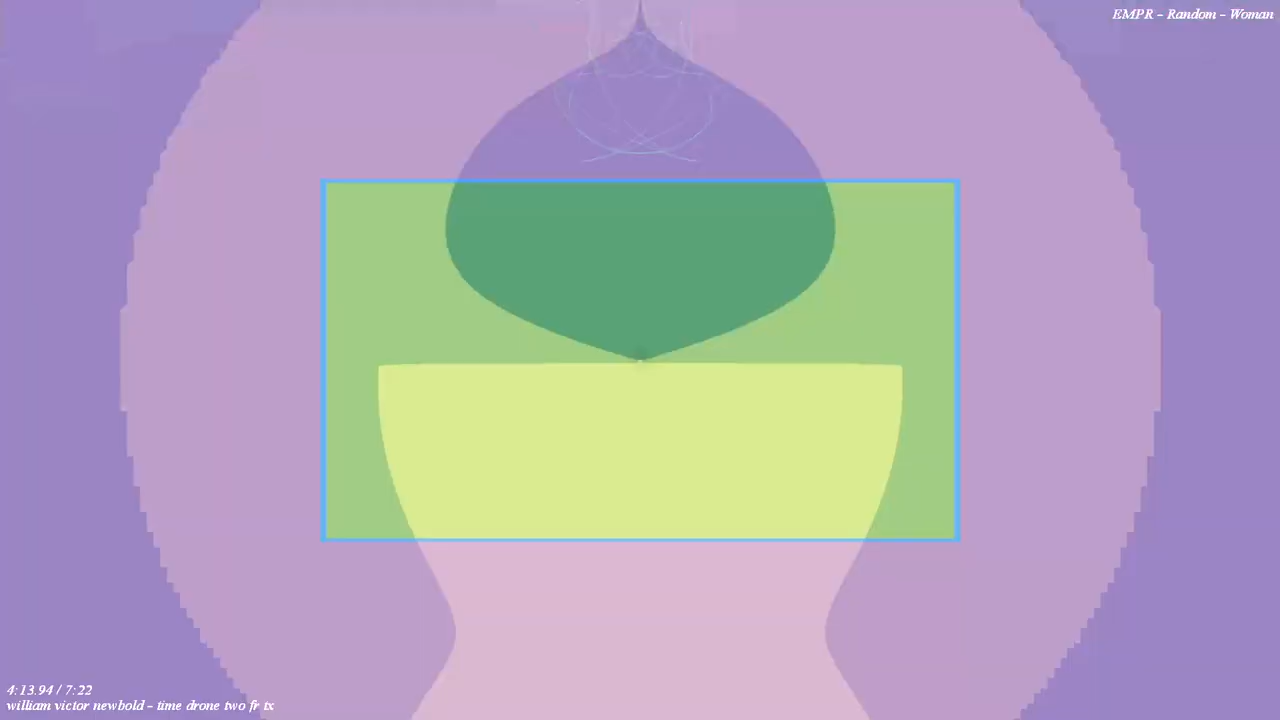 EMPR - Random - Woman
4:13.94 / 7:22
william victor newbold - time drone two fr tx